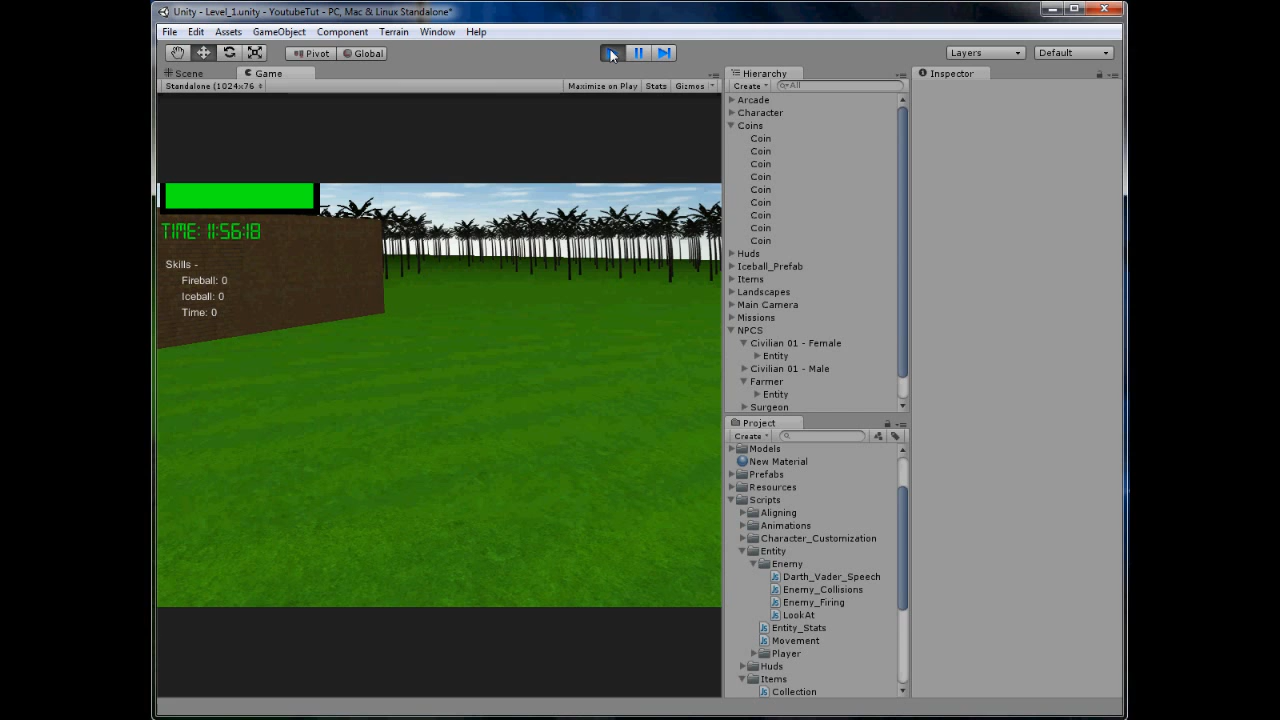 Unity - Level_1.unity - YoutubeTut - PC, Mac & Linux Standalone*
File Edit Assets GameObject Component Terrain Window Help
Pivot Global Layers Default
Scene Game Hierarchy Inspector
Standalone (1024x76 Maximize on Play Stats Gizmos Create All
Arcade
Character
Coins
Coin
Coin
Coin
Coin
Coin
Coin
Coin
Coin
Coin
Huds
Iceball_Prefab
Items
Landscapes
Main Camera
Missions
NPCS
Civilian 01 - Female
Entity
Civilian 01 - Male
Farmer
Entity
Surgeon
TIME: 11:56:18
Skills -
Fireball: 0
Iceball: 0
Time: 0
Project
Create
Models
New Material
Prefabs
Resources
Scripts
Aligning
Animations
Character_Customization
Entity
Enemy
Darth_Vader_Speech
Enemy_Collisions
Enemy_Firing
LookAt
Entity_Stats
Movement
Player
Huds
Items
Collection